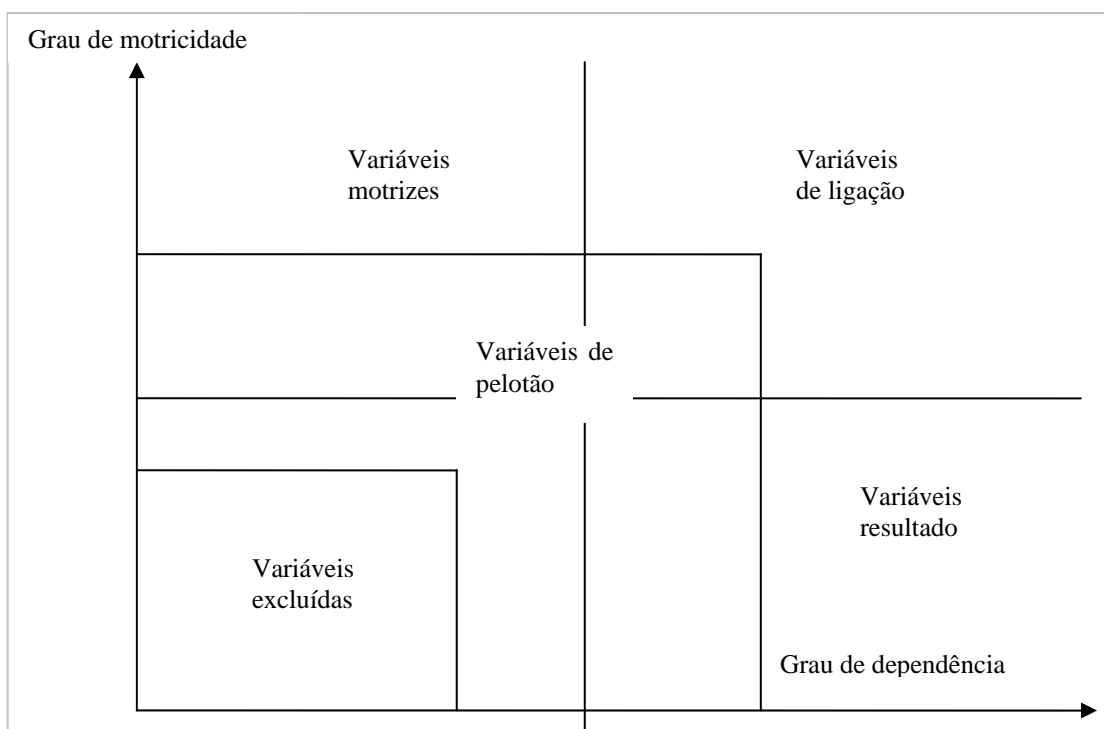 Grau de motricidade
Variáveis
motrizes
Variáveis
de ligação
Variáveis de
pelotão
Variáveis
resultado
Variáveis
excluídas
Grau de dependência